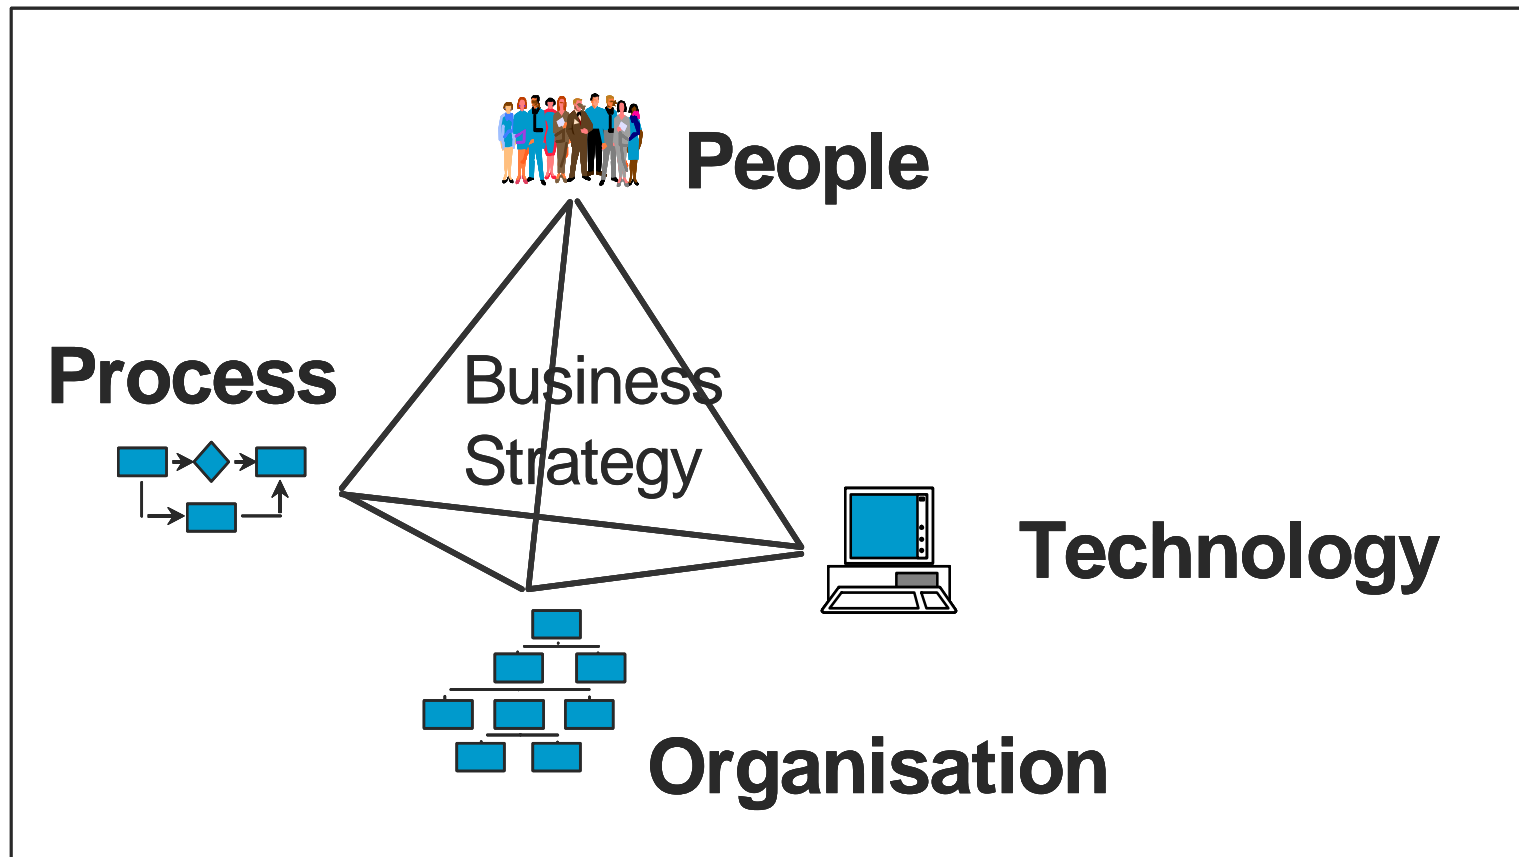 People
Process
Business
Strategy
Technology
Organisation